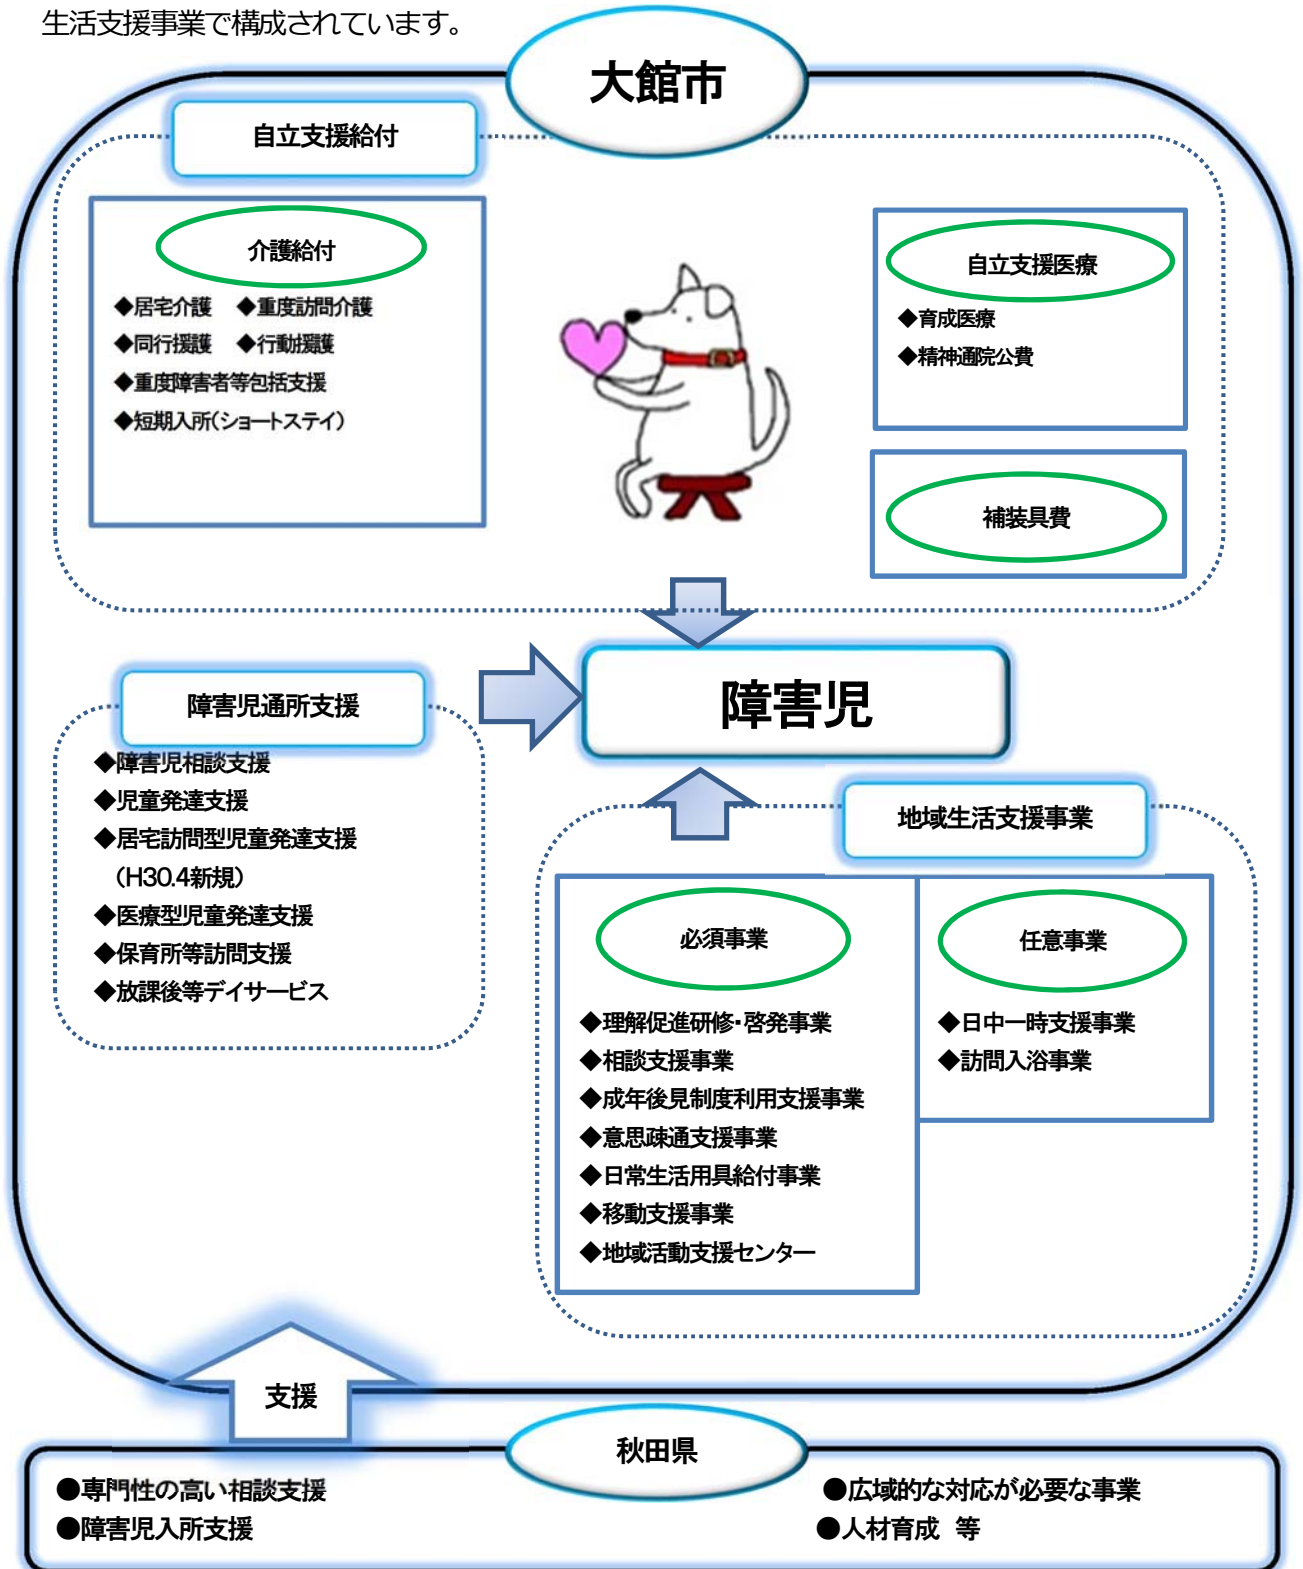 生活支援事業で構成されています。
大館市
自立支援給付
介護給付
◆居宅介護 ◆重度訪問介護
◆同行援護 ◆行動援護
◆重度障害者等包括支援
◆短期入所(ショートステイ)
自立支援医療
◆育成医療
◆精神通院公費
補装具費
障害児
障害児通所支援
◆障害児相談支援
◆児童発達支援
◆居宅訪問型児童発達支援
(H30.4新規)
◆医療型児童発達支援
◆保育所等訪問支援
◆放課後等デイサービス
地域生活支援事業
必須事業
◆理解促進研修・啓発事業
◆相談支援事業
◆成年後見制度利用支援事業
◆意思疎通支援事業
◆日常生活用具給付事業
◆移動支援事業
◆地域活動支援センター
任意事業
◆日中一時支援事業
◆訪問入浴事業
支援
秋田県
●専門性の高い相談支援
●障害児入所支援
●広域的な対応が必要な事業
●人材育成 等